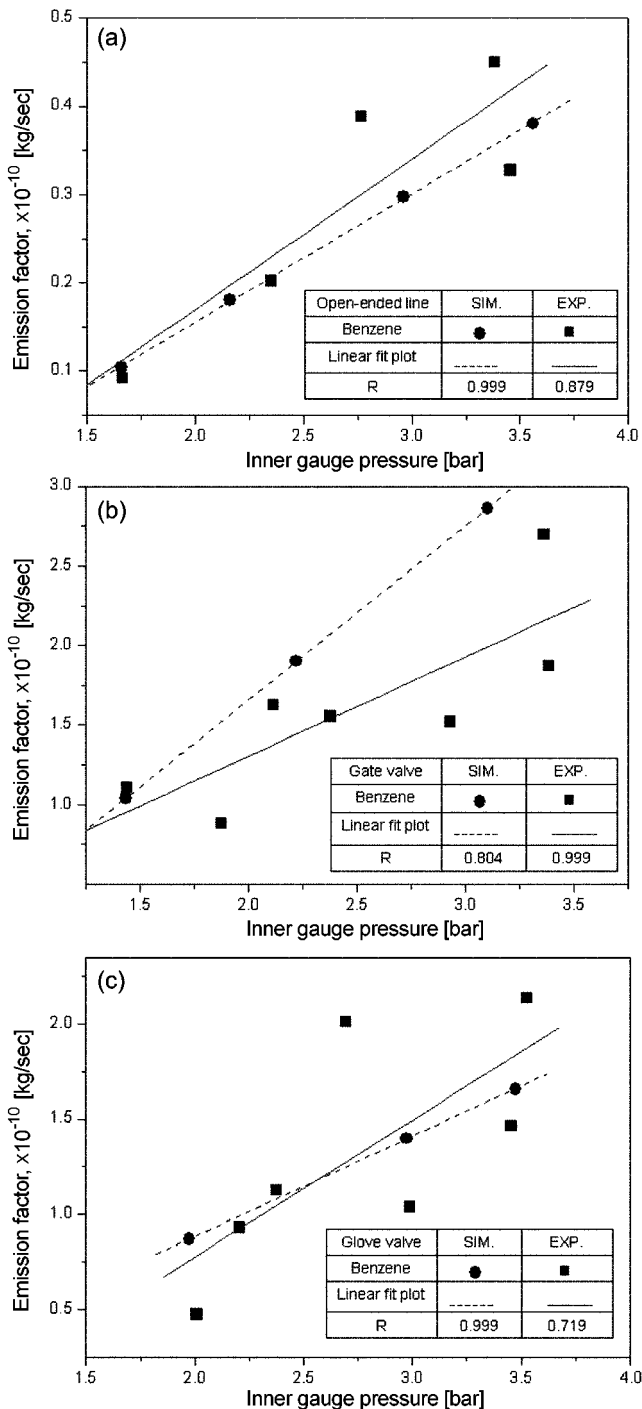 (a)
Emission factor, x10-10 [kg/sec]
0.5
0.4
0.3
0.2
0.1
Open-ended line SIM. EXP.
Benzene
Linear fit plot
R 0.999 0.879
1.5 2.0 2.5 3.0 3.5 4.0
Inner gauge pressure [bar]
(b)
Emission factor, x10-10 [kg/sec]
3.0
2.5
2.0
1.5
1.0
Gate valve SIM. EXP.
Benzene
Linear fit plot
R 0.804 0.999
1.5 2.0 2.5 3.0 3.5
Inner gauge pressure [bar]
(c)
Emission factor, x10-10 [kg/sec]
2.0
1.5
1.0
0.5
Glove valve SIM. EXP.
Benzene
Linear fit plot
R 0.999 0.719
1.5 2.0 2.5 3.0 3.5 4.0
Inner gauge pressure [bar]